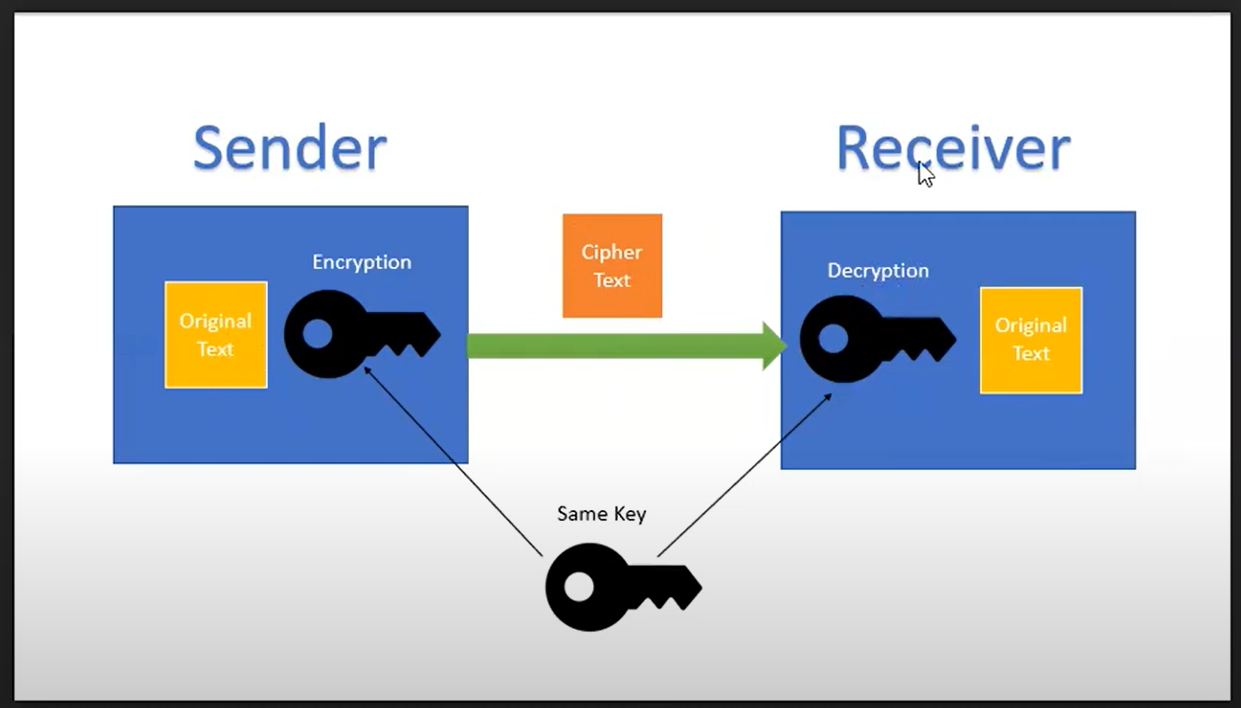 Sender
Receiver
Encryption
Original
Text
Cipher
Text
Decryption
Original
Text
Same Key